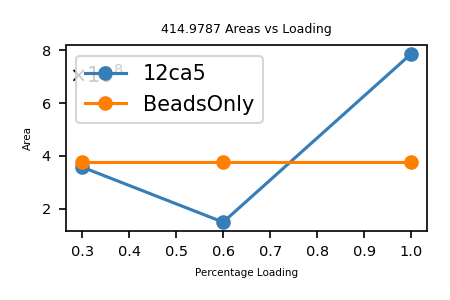 414.9787 Areas vs Loading
×10⁸
12ca5
BeadsOnly
8
6
4
2
Area
0.3 0.4 0.5 0.6 0.7 0.8 0.9 1.0
Percentage Loading